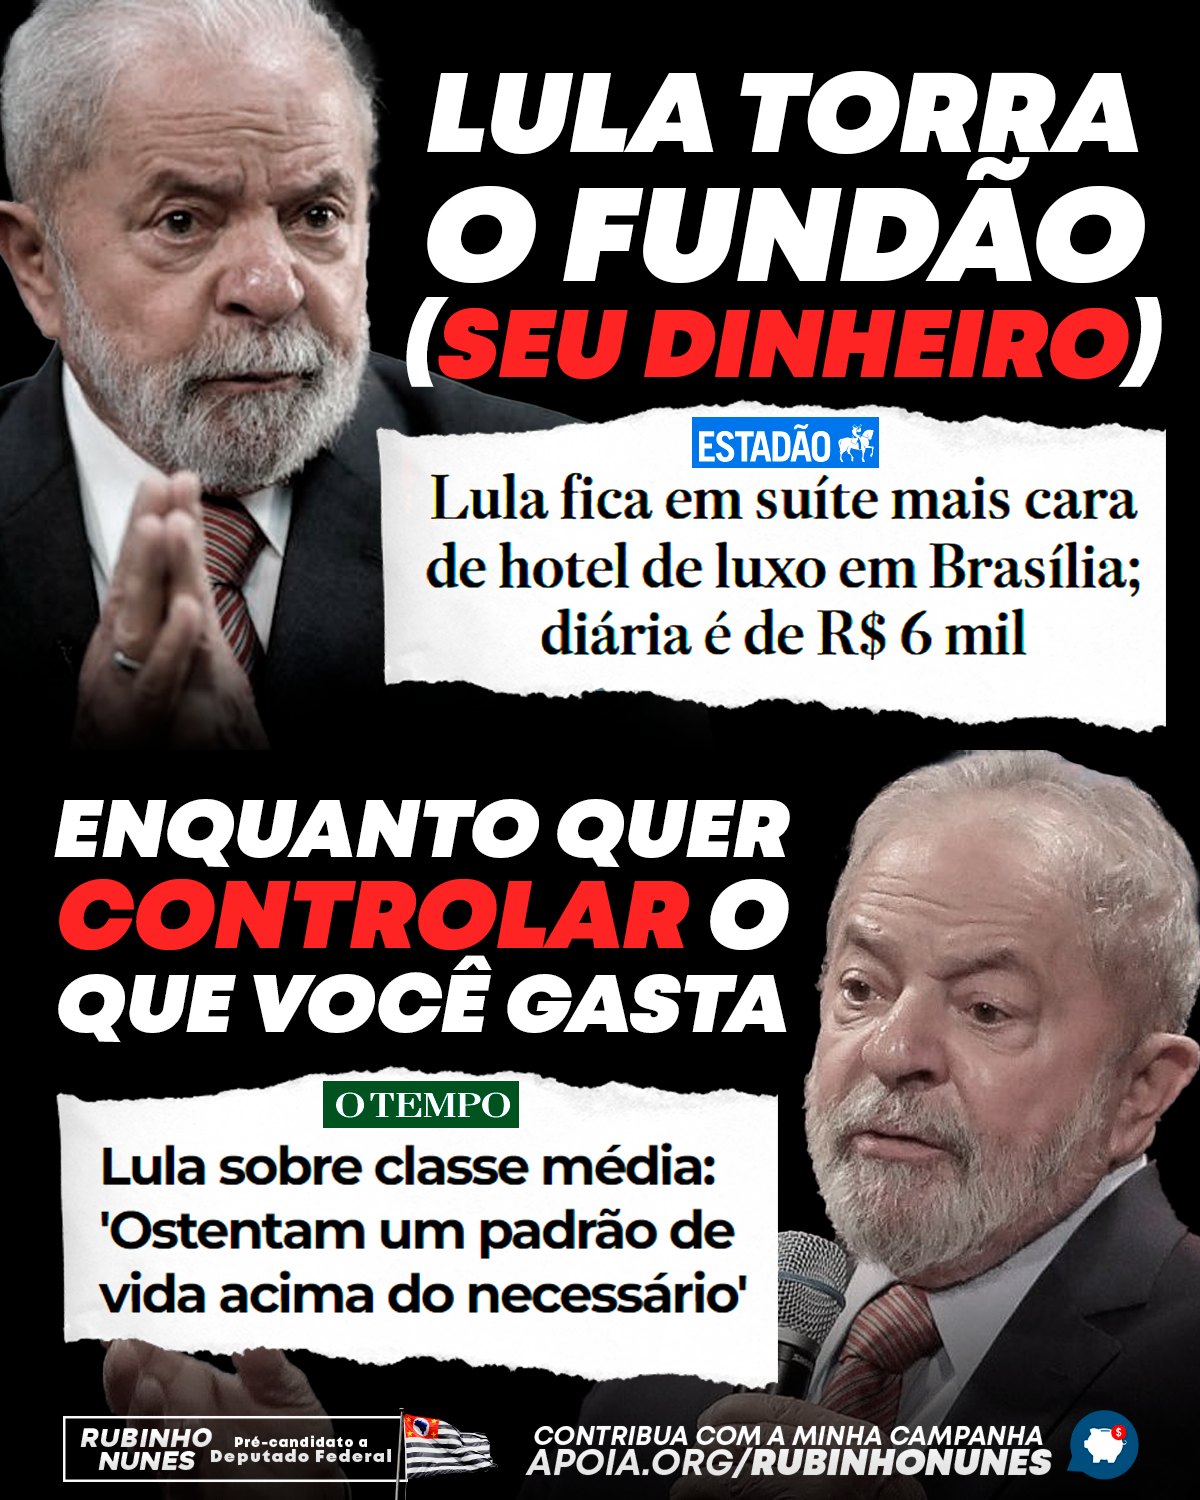 LULA TORRA
O FUNDÃO
(SEU DINHEIRO)
ESTADÃO
Lula fica em suíte mais cara
de hotel de luxo em Brasília;
diária é de R$ 6 mil
ENQUANTO QUER
CONTROLAR O
QUE VOCÊ GASTA
O TEMPO
Lula sobre classe média:
'Ostentam um padrão de
vida acima do necessário'
RUBINHO
NUNES
Pré-candidato a
Deputado Federal
CONTRIBUA COM A MINHA CAMPANHA
APOIA.ORG/RUBINHONUNES
$